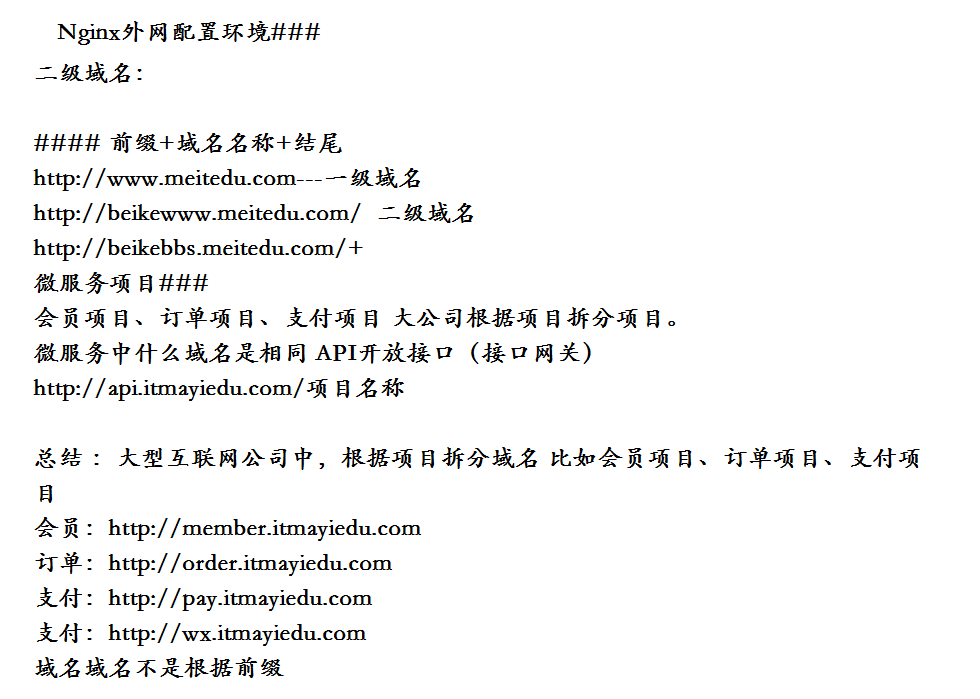 Nginx外网配置环境###
二级域名：
#### 前缀+域名名称+结尾
http://www.meitedu.com---一级域名
http://beikewww.meitedu.com/ 二级域名
http://beikebbs.meitedu.com/+
微服务项目###
会员项目、订单项目、支付项目 大公司根据项目拆分项目。
微服务中什么域名是相同 API开放接口（接口网关）
http://api.itmayiedu.com/项目名称
总结 ：大型互联网公司中，根据项目拆分域名 比如会员项目、订单项目、支付项
目
会员：http://member.itmayiedu.com
订单：http://order.itmayiedu.com
支付：http://pay.itmayiedu.com
支付：http://wx.itmayiedu.com
域名域名不是根据前缀